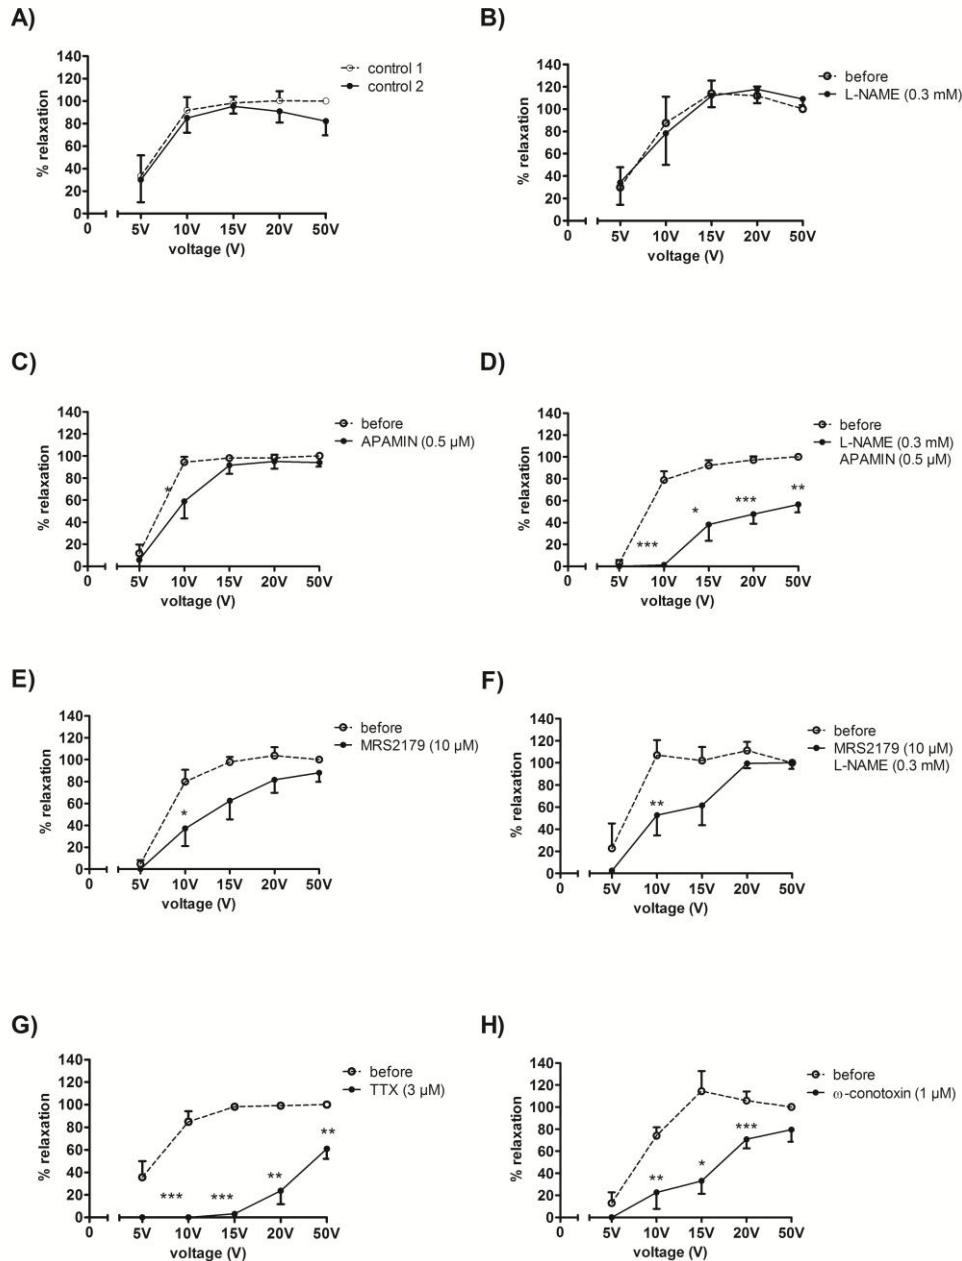 A)
140
120
100
80
60
40
20
0
% relaxation
0
5V
10V
15V
20V
50V
voltage (V)
control 1
control 2
B)
140
120
100
80
60
40
20
0
% relaxation
0
5V
10V
15V
20V
50V
voltage (V)
before
L-NAME (0.3 mM)
C)
140
120
100
80
60
40
20
0
% relaxation
*
0
5V
10V
15V
20V
50V
voltage (V)
before
APAMIN (0.5 µM)
D)
140
120
100
80
60
40
20
0
% relaxation
***
*
***
**
0
5V
10V
15V
20V
50V
voltage (V)
before
L-NAME (0.3 mM)
APAMIN (0.5 µM)
E)
140
120
100
80
60
40
20
0
% relaxation
*
0
5V
10V
15V
20V
50V
voltage (V)
before
MRS2179 (10 µM)
F)
140
120
100
80
60
40
20
0
% relaxation
**
0
5V
10V
15V
20V
50V
voltage (V)
before
MRS2179 (10 µM)
L-NAME (0.3 mM)
G)
140
120
100
80
60
40
20
0
% relaxation
***
***
**
**
0
5V
10V
15V
20V
50V
voltage (V)
before
TTX (3 µM)
H)
140
120
100
80
60
40
20
0
% relaxation
**
*
***
0
5V
10V
15V
20V
50V
voltage (V)
before
ω-conotoxin (1 µM)